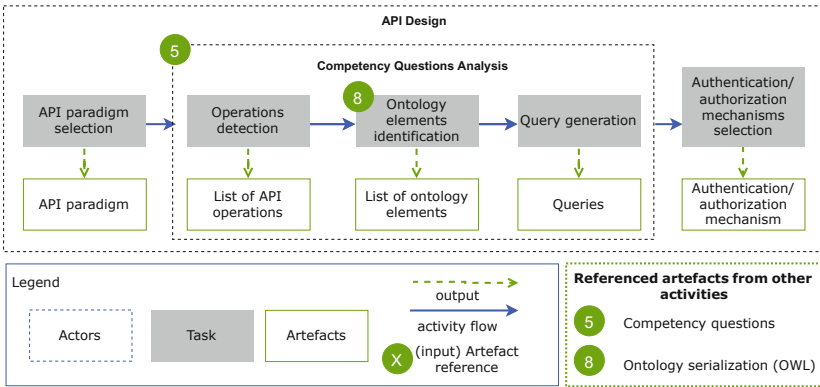 API Design
5
Competency Questions Analysis
8
API paradigm
selection
Operations
detection
Ontology
elements
identification
Query generation
Authentication/
authorization
mechanisms
selection
API paradigm
List of API
operations
List of ontology
elements
Queries
Authentication/
authorization
mechanism
Legend
output
activity flow
Actors
Task
Artefacts
X
(input) Artefact
reference
Referenced artefacts from other
activities
5 Competency questions
8 Ontology serialization (OWL)